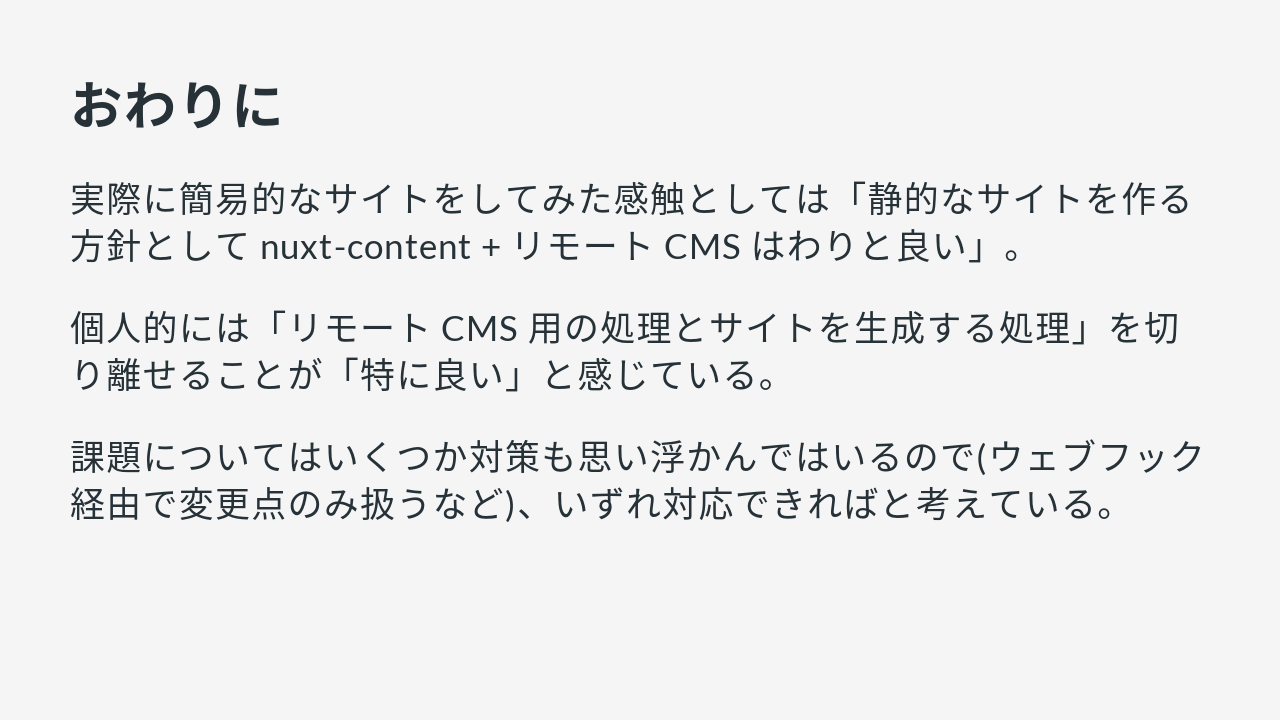 おわりに
実際に簡易的なサイトをしてみた感触としては「静的なサイトを作る
方針として nuxt-content + リモート CMS はわりと良い」。
個人的には「リモート CMS 用の処理とサイトを生成する処理」を切
り離せることが「特に良い」と感じている。
課題についてはいくつか対策も思い浮かんではいるので(ウェブフック
経由で変更点のみ扱うなど)、いずれ対応できればと考えている。